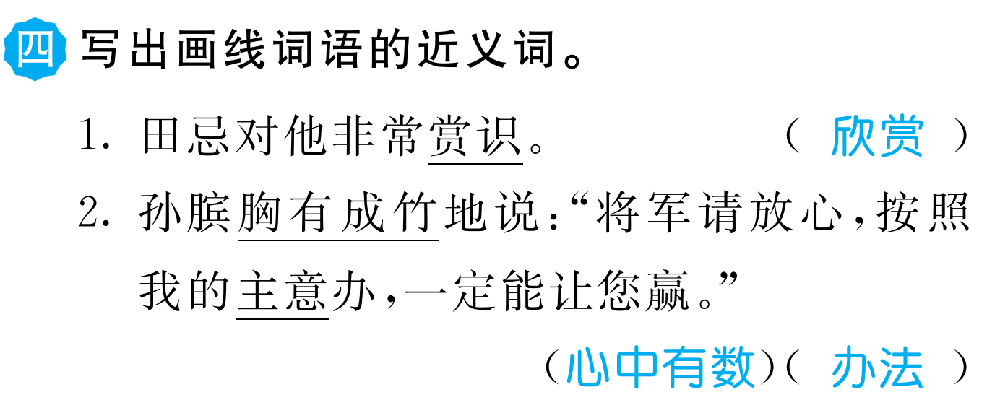 四 写出画线词语的近义词。
1. 田忌对他非常赏识。 ( 欣赏 )
2. 孙膑胸有成竹地说：“将军请放心，按照
我的主意办，一定能让您赢。”
(心中有数)( 办法 )